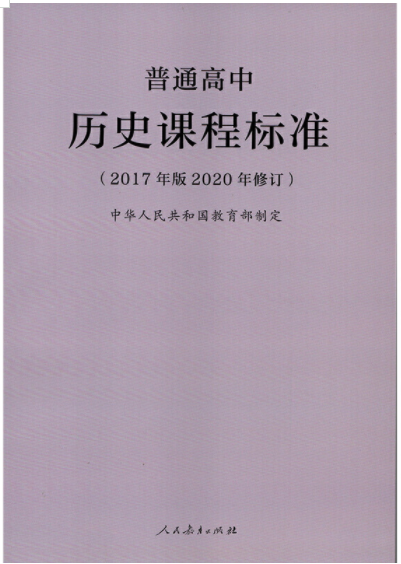 普通高中
历史课程标准
（2017年版2020年修订）
中华人民共和国教育部制定
人民教育出版社